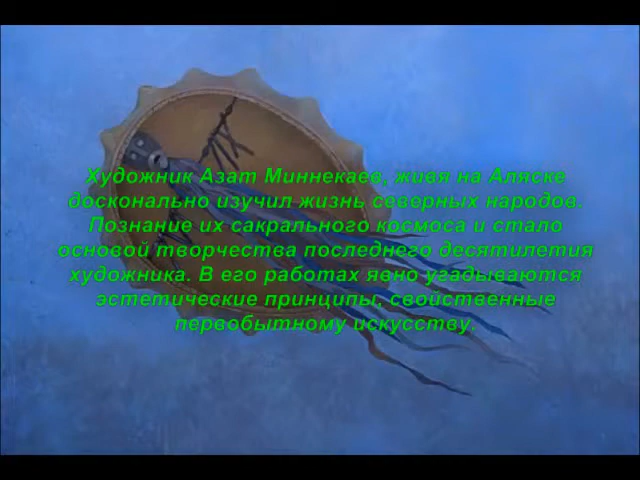 Художник Азат Миннекаев, живя на Аляске
досконально изучил жизнь северных народов.
Познание их сакрального космоса и стало
основой творчества последнего десятилетия
художника. В его работах явно угадываются
эстетические принципы, свойственные
первобытному искусству.